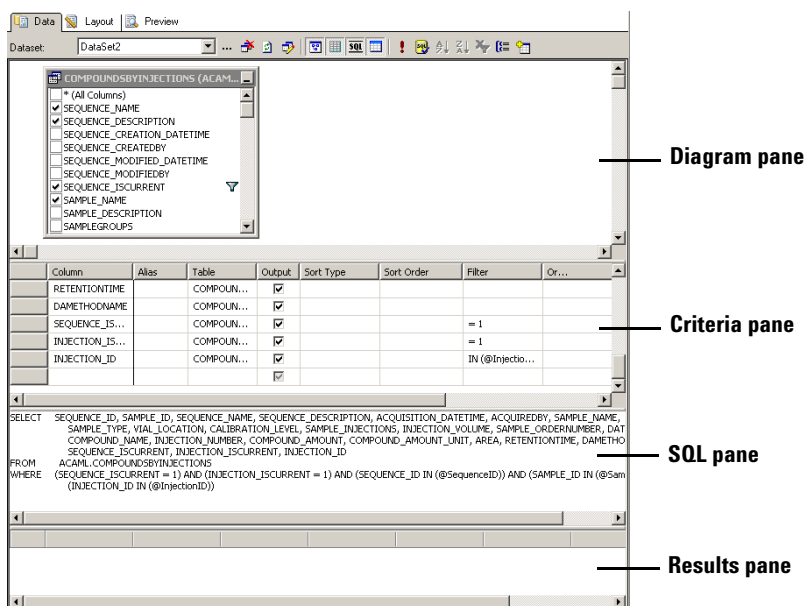 Data Layout Preview
Dataset: DataSet2 ... SQL !
COMPOUNDSBYINJECTIONS (ACAM...
* (All Columns)
SEQUENCE_NAME
SEQUENCE_DESCRIPTION
SEQUENCE_CREATION_DATETIME
SEQUENCE_CREATEDBY
SEQUENCE_MODIFIED_DATETIME
SEQUENCE_MODIFIEDBY
SEQUENCE_ISCURRENT
SAMPLE_NAME
SAMPLE_DESCRIPTION
SAMPLEGROUPS
Diagram pane
Column Alias Table Output Sort Type Sort Order Filter Or...
RETENTIONTIME COMPOUN...
DAMETHODNAME COMPOUN...
SEQUENCE_IS... COMPOUN... = 1
INJECTION_IS... COMPOUN... = 1
INJECTION_ID COMPOUN... IN (@Injectio...
Criteria pane
SELECT SEQUENCE_ID, SAMPLE_ID, SEQUENCE_NAME, SEQUENCE_DESCRIPTION, ACQUISITION_DATETIME, ACQUIREDBY, SAMPLE_NAME,
SAMPLE_TYPE, VIAL_LOCATION, CALIBRATION_LEVEL, SAMPLE_INJECTIONS, INJECTION_VOLUME, SAMPLE_ORDERNUMBER, DAT
COMPOUND_NAME, INJECTION_NUMBER, COMPOUND_AMOUNT, COMPOUND_AMOUNT_UNIT, AREA, RETENTIONTIME, DAMETHO
SEQUENCE_ISCURRENT, INJECTION_ISCURRENT, INJECTION_ID
FROM ACAML.COMPOUNDSBYINJECTIONS
WHERE (SEQUENCE_ISCURRENT = 1) AND (INJECTION_ISCURRENT = 1) AND (SEQUENCE_ID IN (@SequenceID)) AND (SAMPLE_ID IN (@Sam
(INJECTION_ID IN (@InjectionID))
SQL pane
Results pane